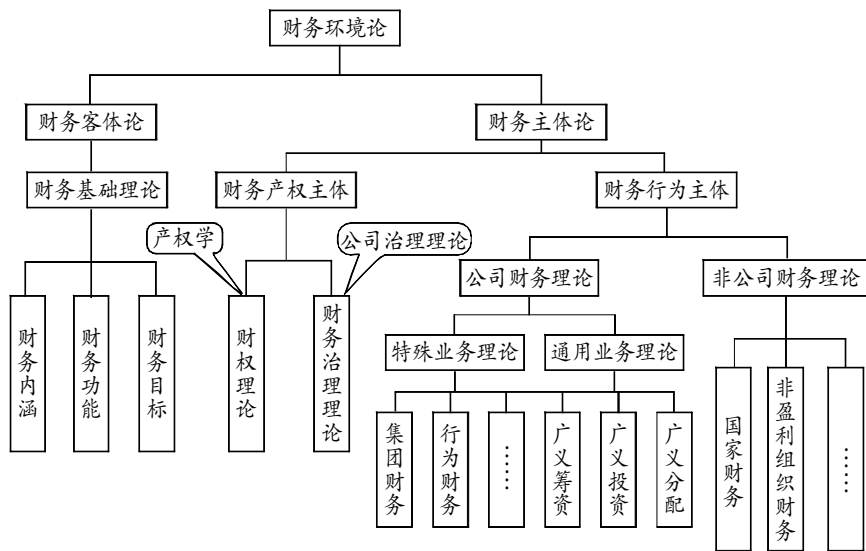 财务环境论
财务客体论
财务主体论
财务基础理论
财务产权主体
财务行为主体
产权学
公司治理理论
公司财务理论
非公司财务理论
财务内涵
财务功能
财务目标
财权理论
财务治理理论
特殊业务理论
通用业务理论
集团财务
行为财务
……
广义筹资
广义投资
广义分配
国家财务
非盈利组织财务
……